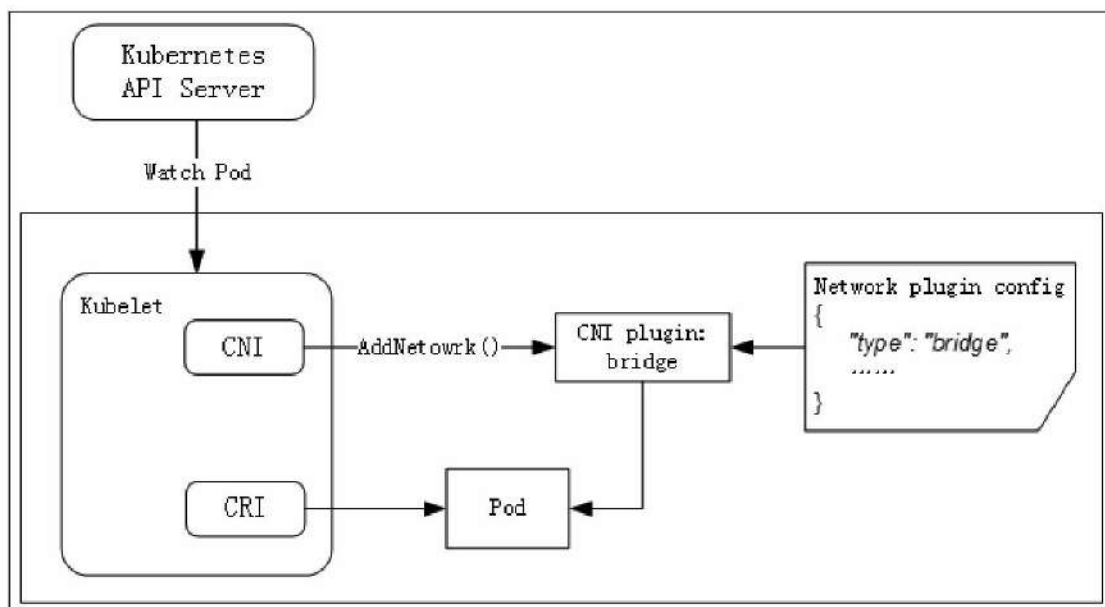 Kubernetes
API Server
Watch Pod
Kubelet
CNI
AddNetowrk()
CNI plugin:
bridge
Network plugin config
{
"type": "bridge",
......
}
CRI
Pod